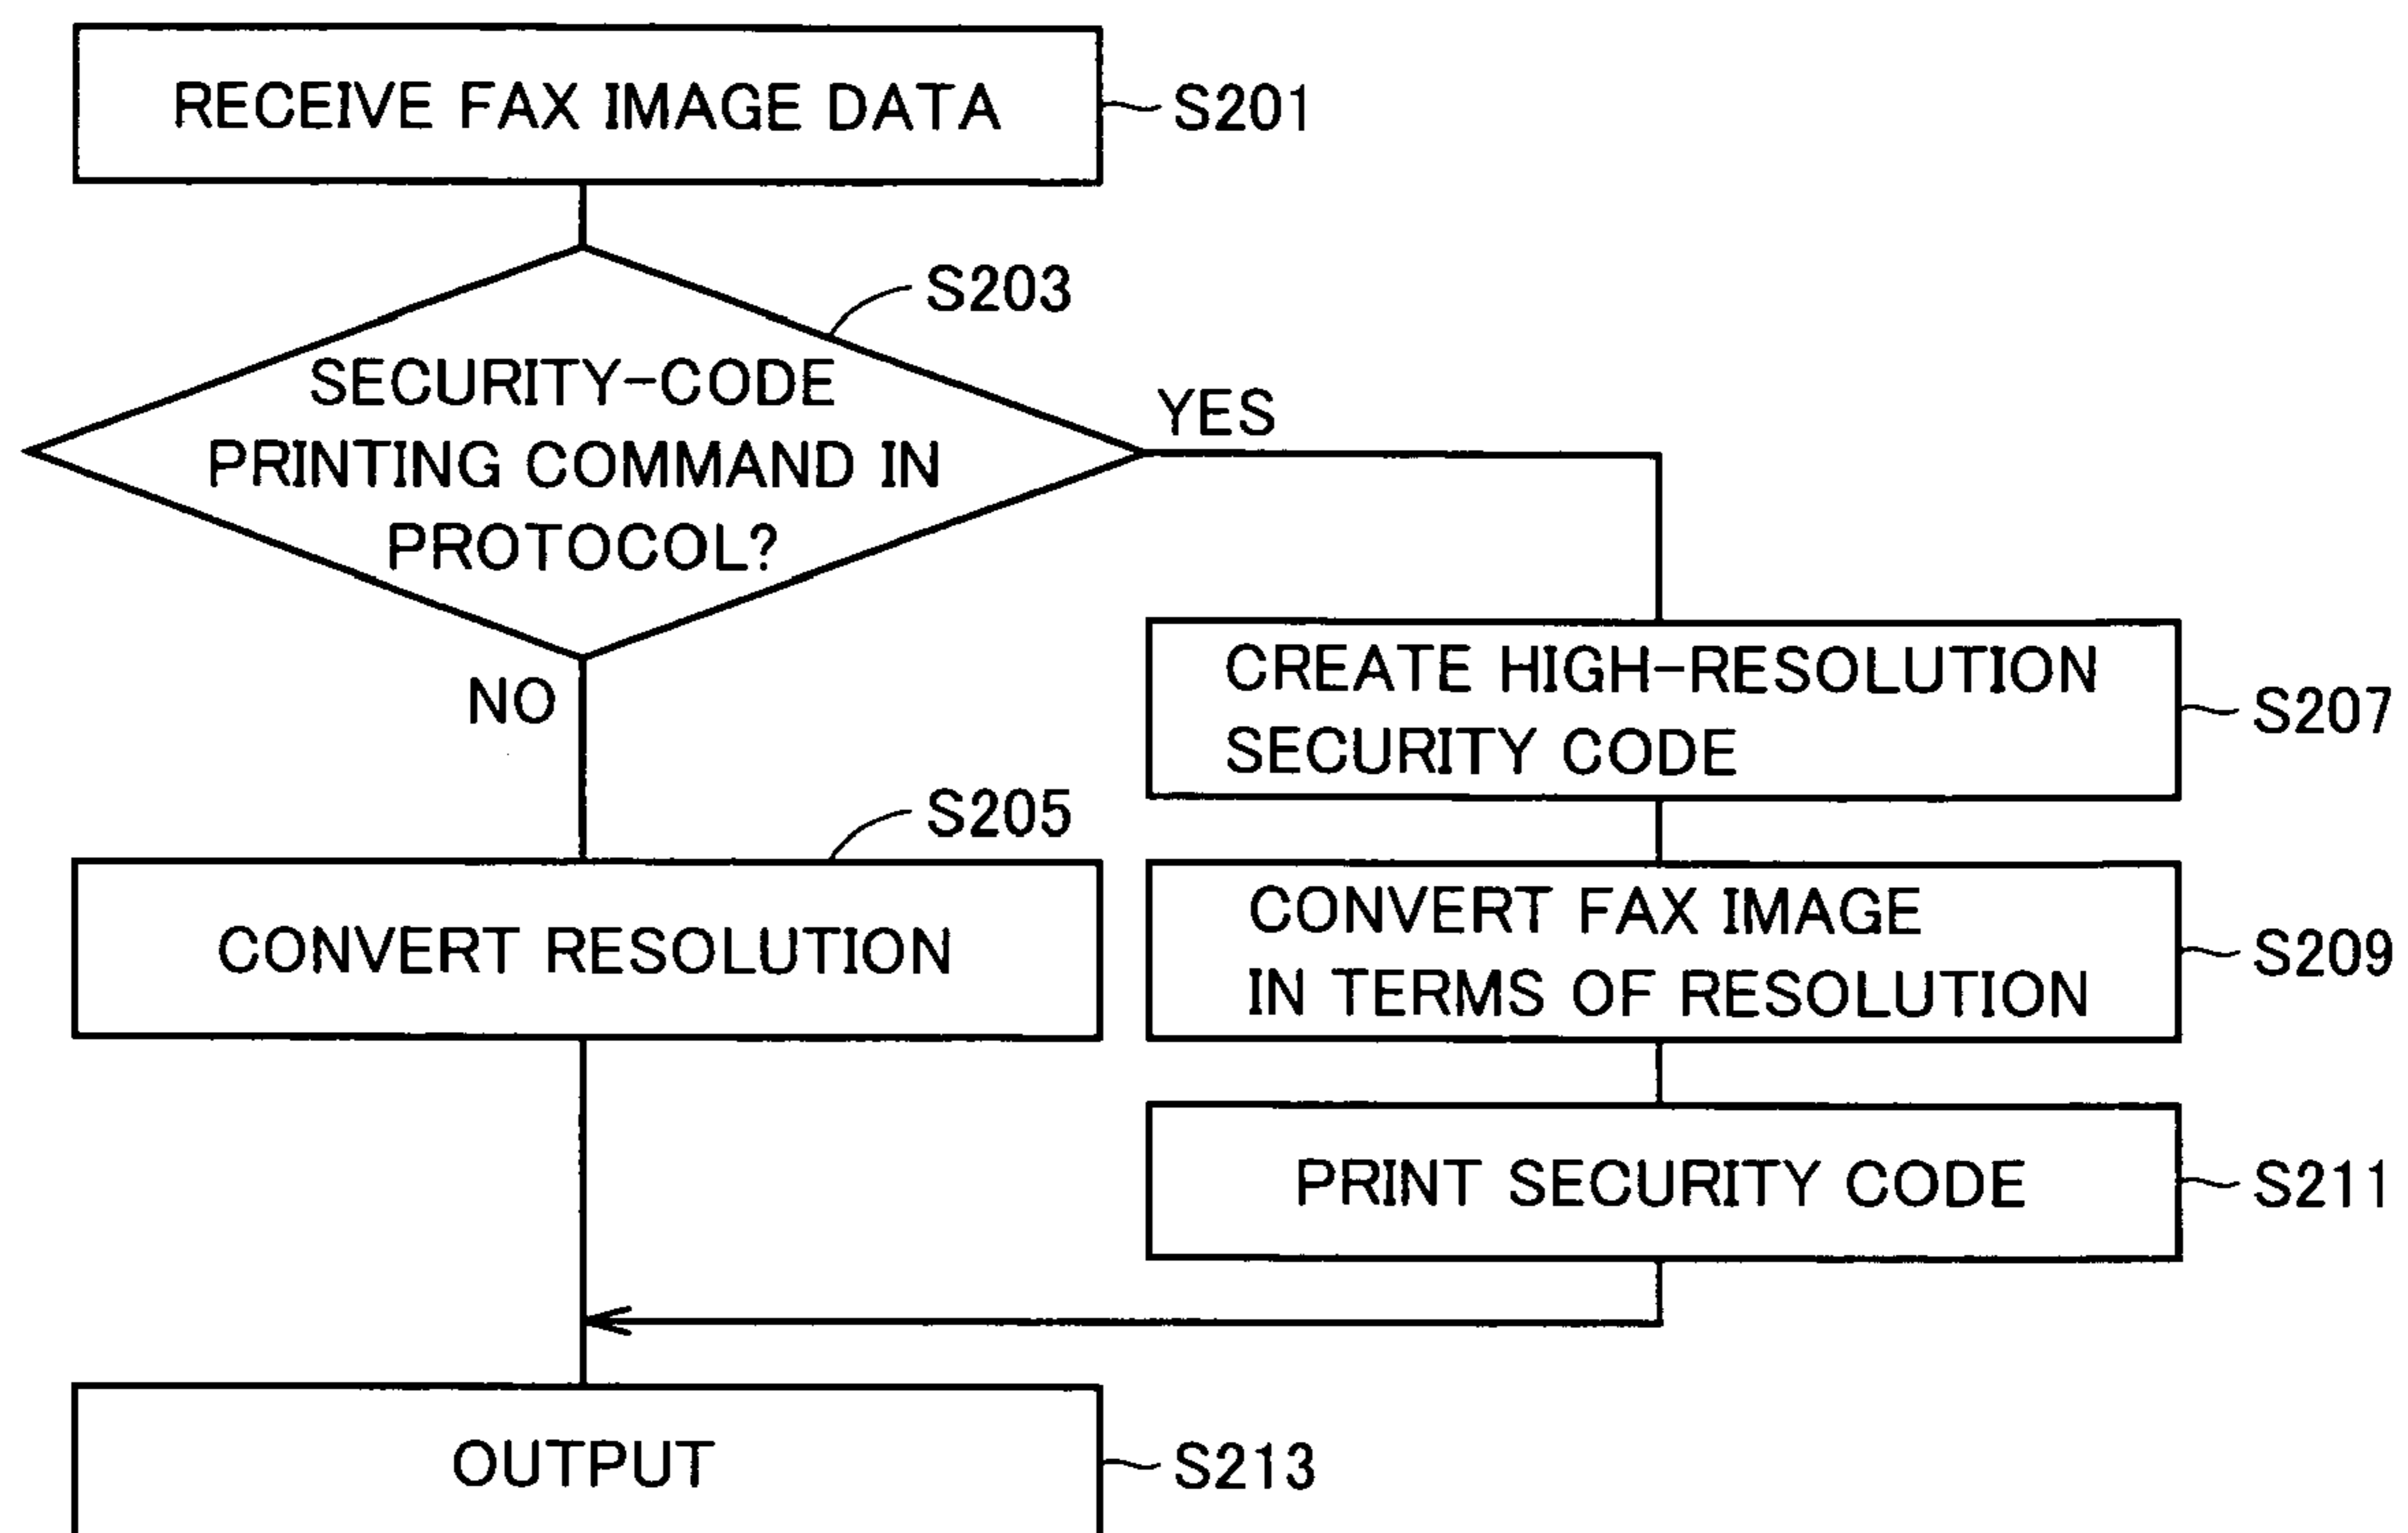 RECEIVE FAX IMAGE DATA
S201
S203
SECURITY-CODE
PRINTING COMMAND IN
PROTOCOL?
YES
NO
CREATE HIGH-RESOLUTION
SECURITY CODE
S207
S205
CONVERT RESOLUTION
CONVERT FAX IMAGE
IN TERMS OF RESOLUTION
S209
PRINT SECURITY CODE
S211
OUTPUT
S213